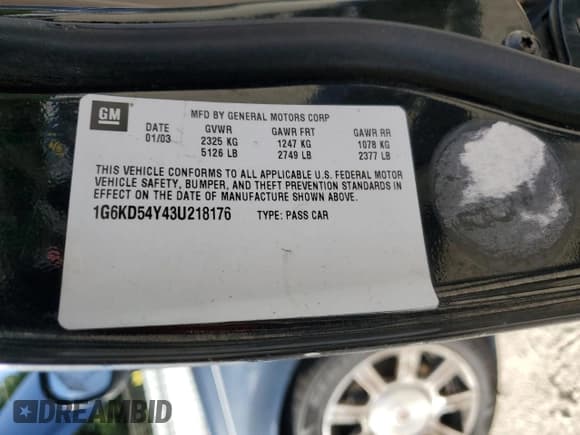 GM
MFD BY GENERAL MOTORS CORP
DATE GVWR GAWR FRT GAWR RR
01/03 2325 KG 1247 KG 1078 KG
5126 LB 2749 LB 2377 LB
THIS VEHICLE CONFORMS TO ALL APPLICABLE U.S. FEDERAL MOTOR
VEHICLE SAFETY, BUMPER, AND THEFT PREVENTION STANDARDS IN
EFFECT ON THE DATE OF MANUFACTURE SHOWN ABOVE.
1G6KD54Y43U218176 TYPE: PASS CAR
DREAMBID